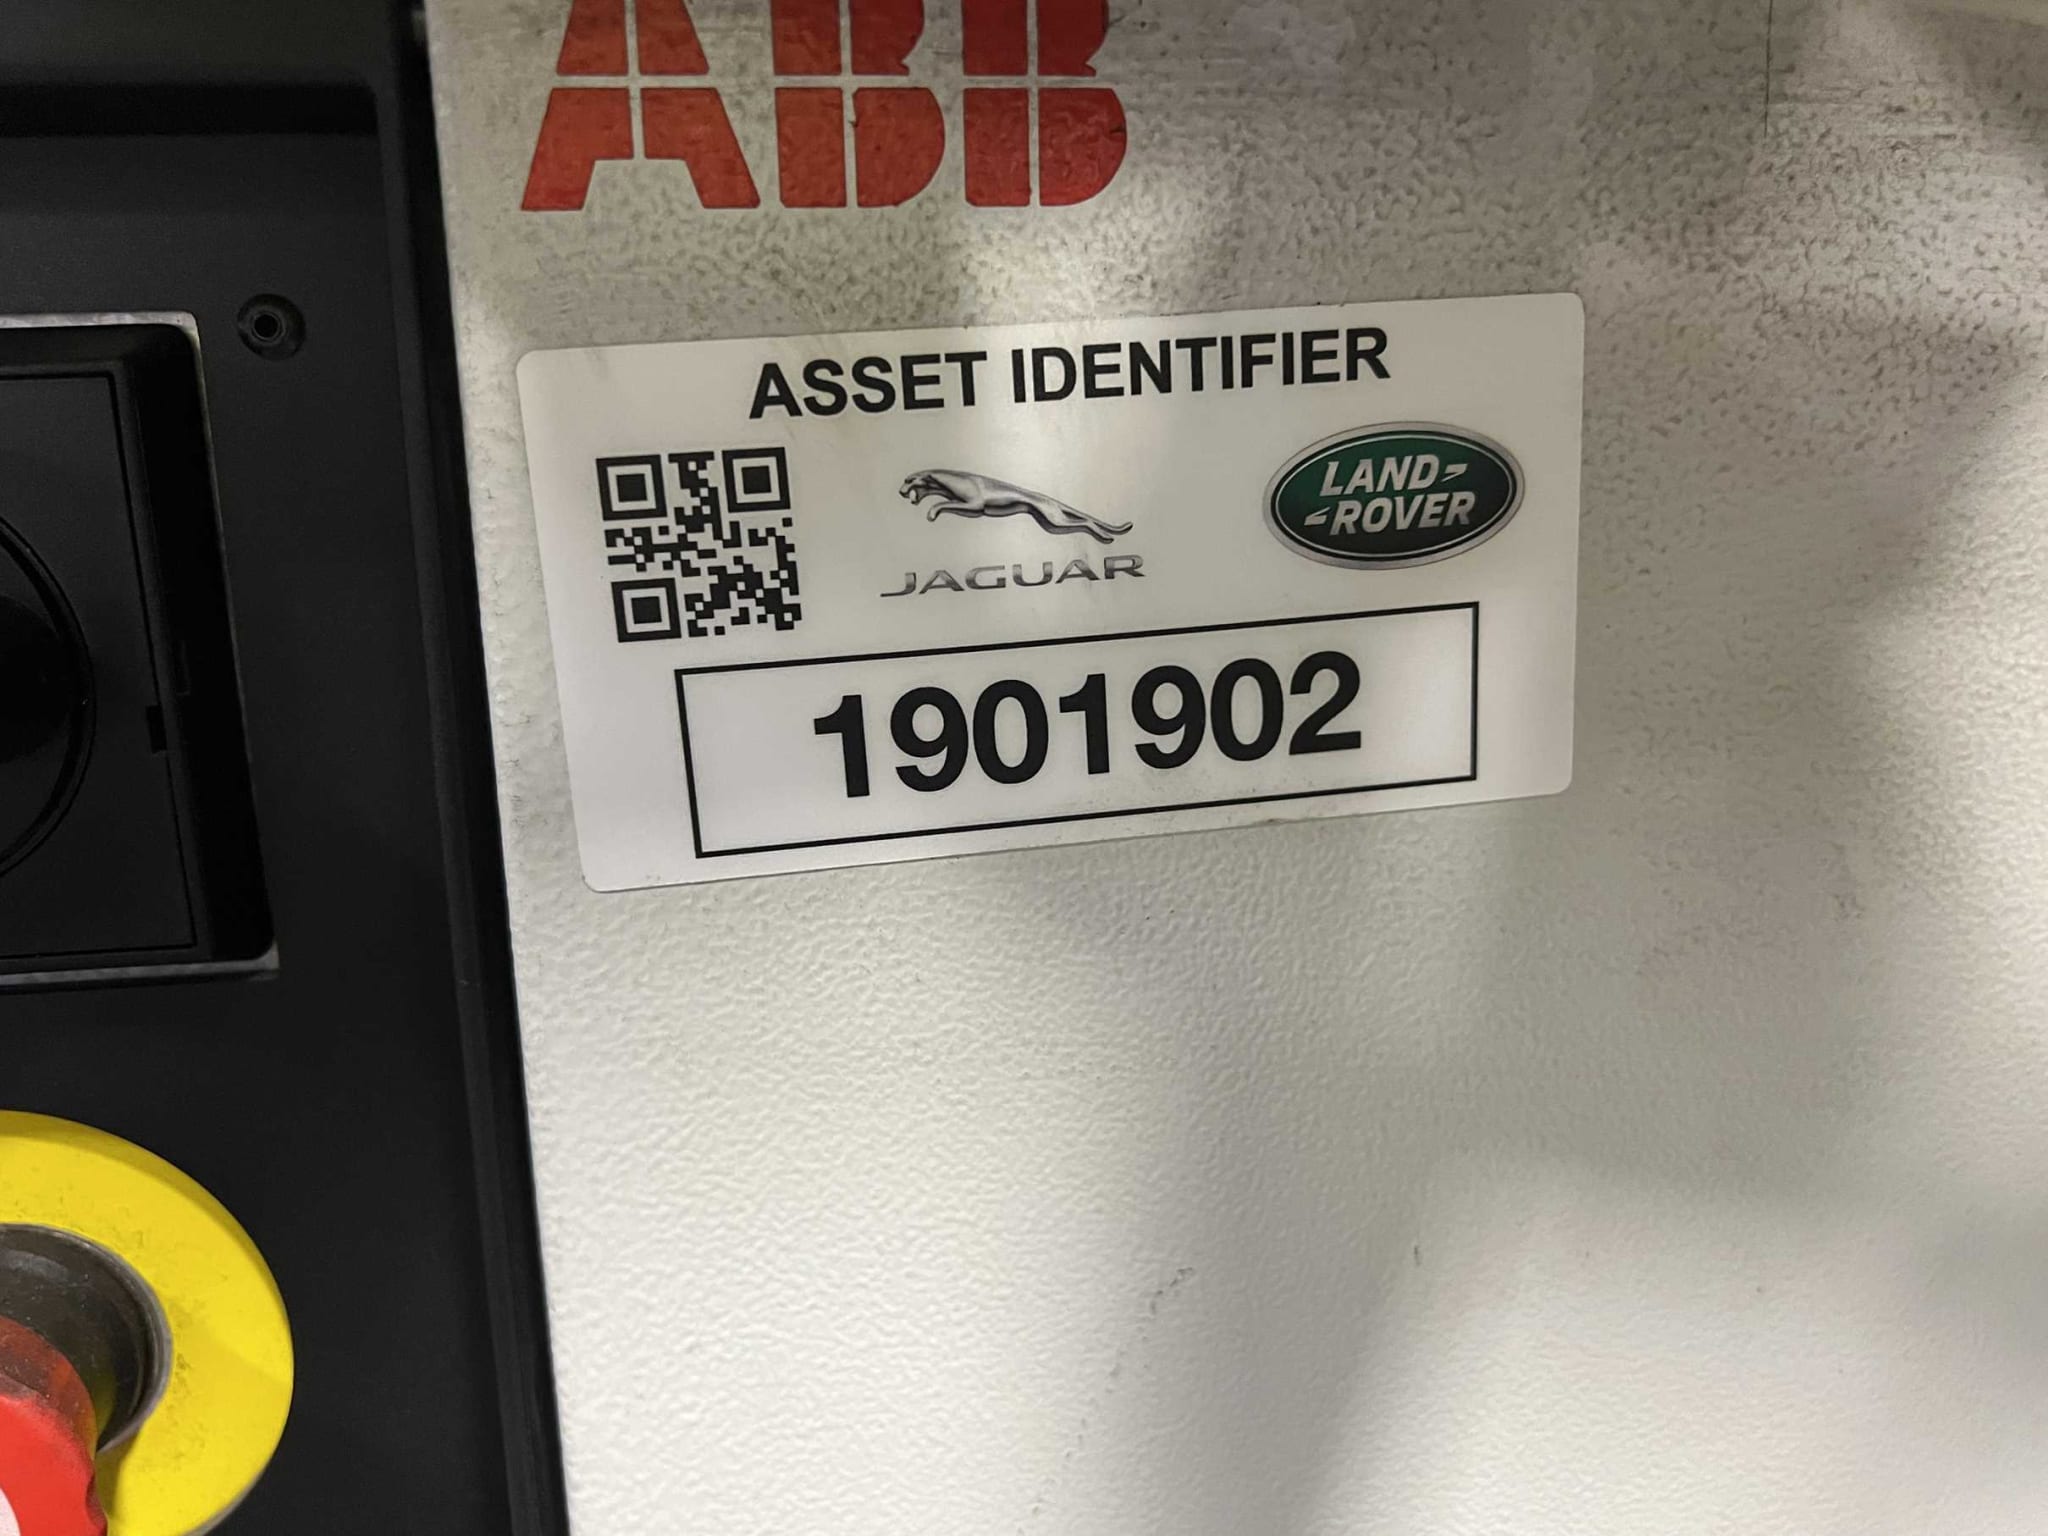 ABB
ASSET IDENTIFIER
JAGUAR
LAND
ROVER
1901902